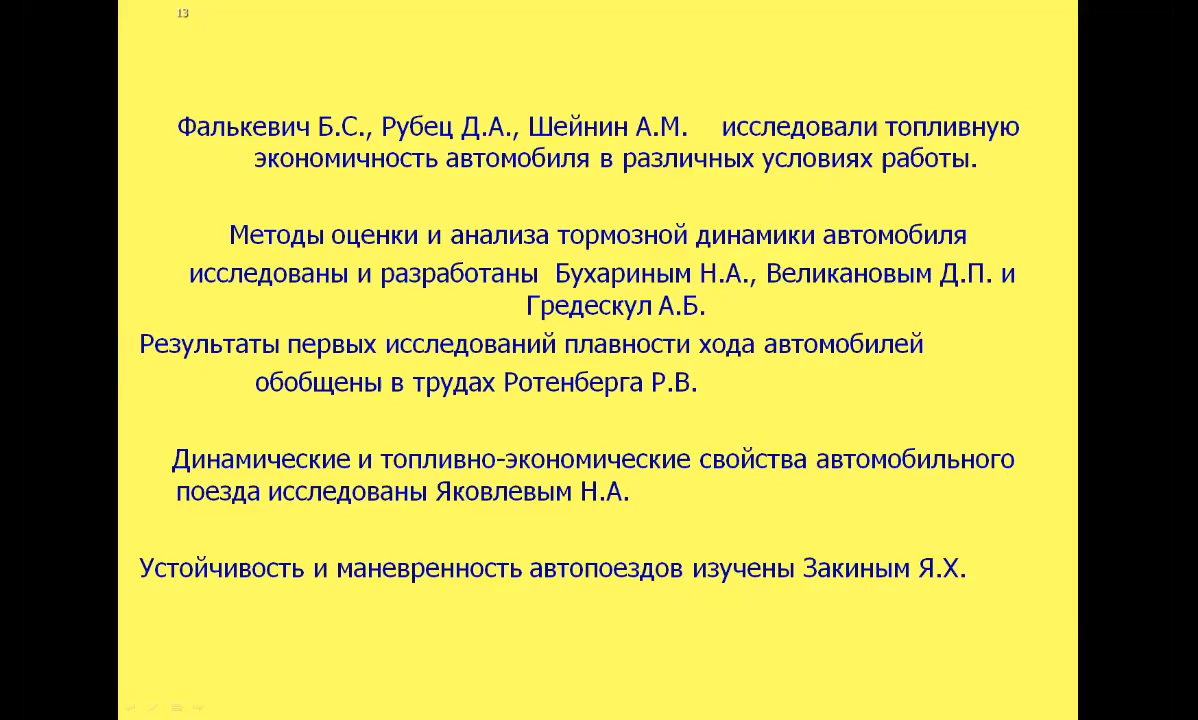 13
Фалькевич Б.С., Рубец Д.А., Шейнин А.М. исследовали топливную
экономичность автомобиля в различных условиях работы.
Методы оценки и анализа тормозной динамики автомобиля
исследованы и разработаны Бухариным Н.А., Великановым Д.П. и
Гредескул А.Б.
Результаты первых исследований плавности хода автомобилей
обобщены в трудах Ротенберга Р.В.
Динамические и топливно-экономические свойства автомобильного
поезда исследованы Яковлевым Н.А.
Устойчивость и маневренность автопоездов изучены Закиным Я.Х.